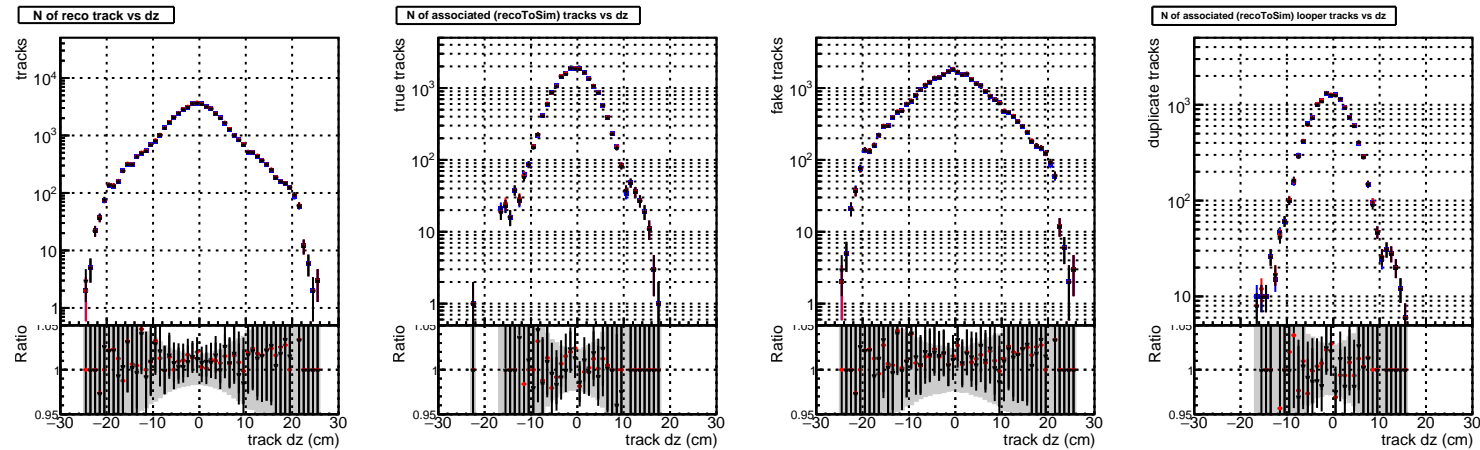 N of reco track vs dz
tracks
10⁴
10³
10²
10
1
Ratio
1.05
1
0.95
−30 −20 −10 0 10 20 30
track dz (cm)
N of associated (recoToSim) tracks vs dz
true tracks
10³
10²
10
1
Ratio
1.05
1
0.95
−30 −20 −10 0 10 20 30
track dz (cm)
fake tracks
10³
10²
10
1
Ratio
1.05
1
0.95
−30 −20 −10 0 10 20 30
track dz (cm)
N of associated (recoToSim) looper tracks vs dz
duplicate tracks
10³
10²
10
Ratio
1.05
1
0.95
−30 −20 −10 0 10 20 30
track dz (cm)